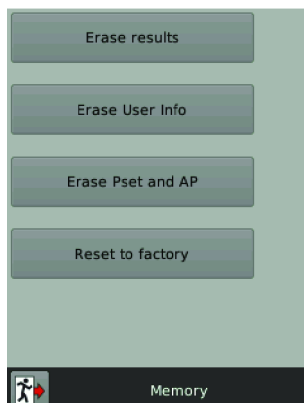 Erase results
Erase User Info
Erase Pset and AP
Reset to factory
Memory